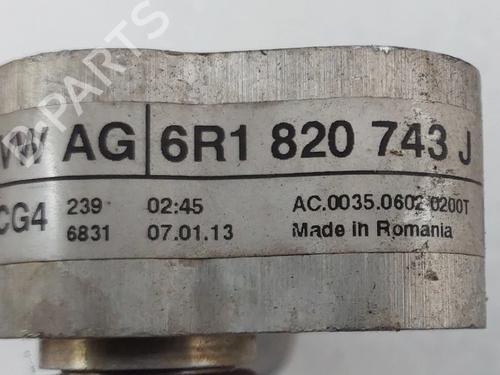 VW AG 6R1 820 743 J
CG4 239 02:45 AC.0035.0602.0200T
6831 07.01.13 Made in Romania
B-PARTS